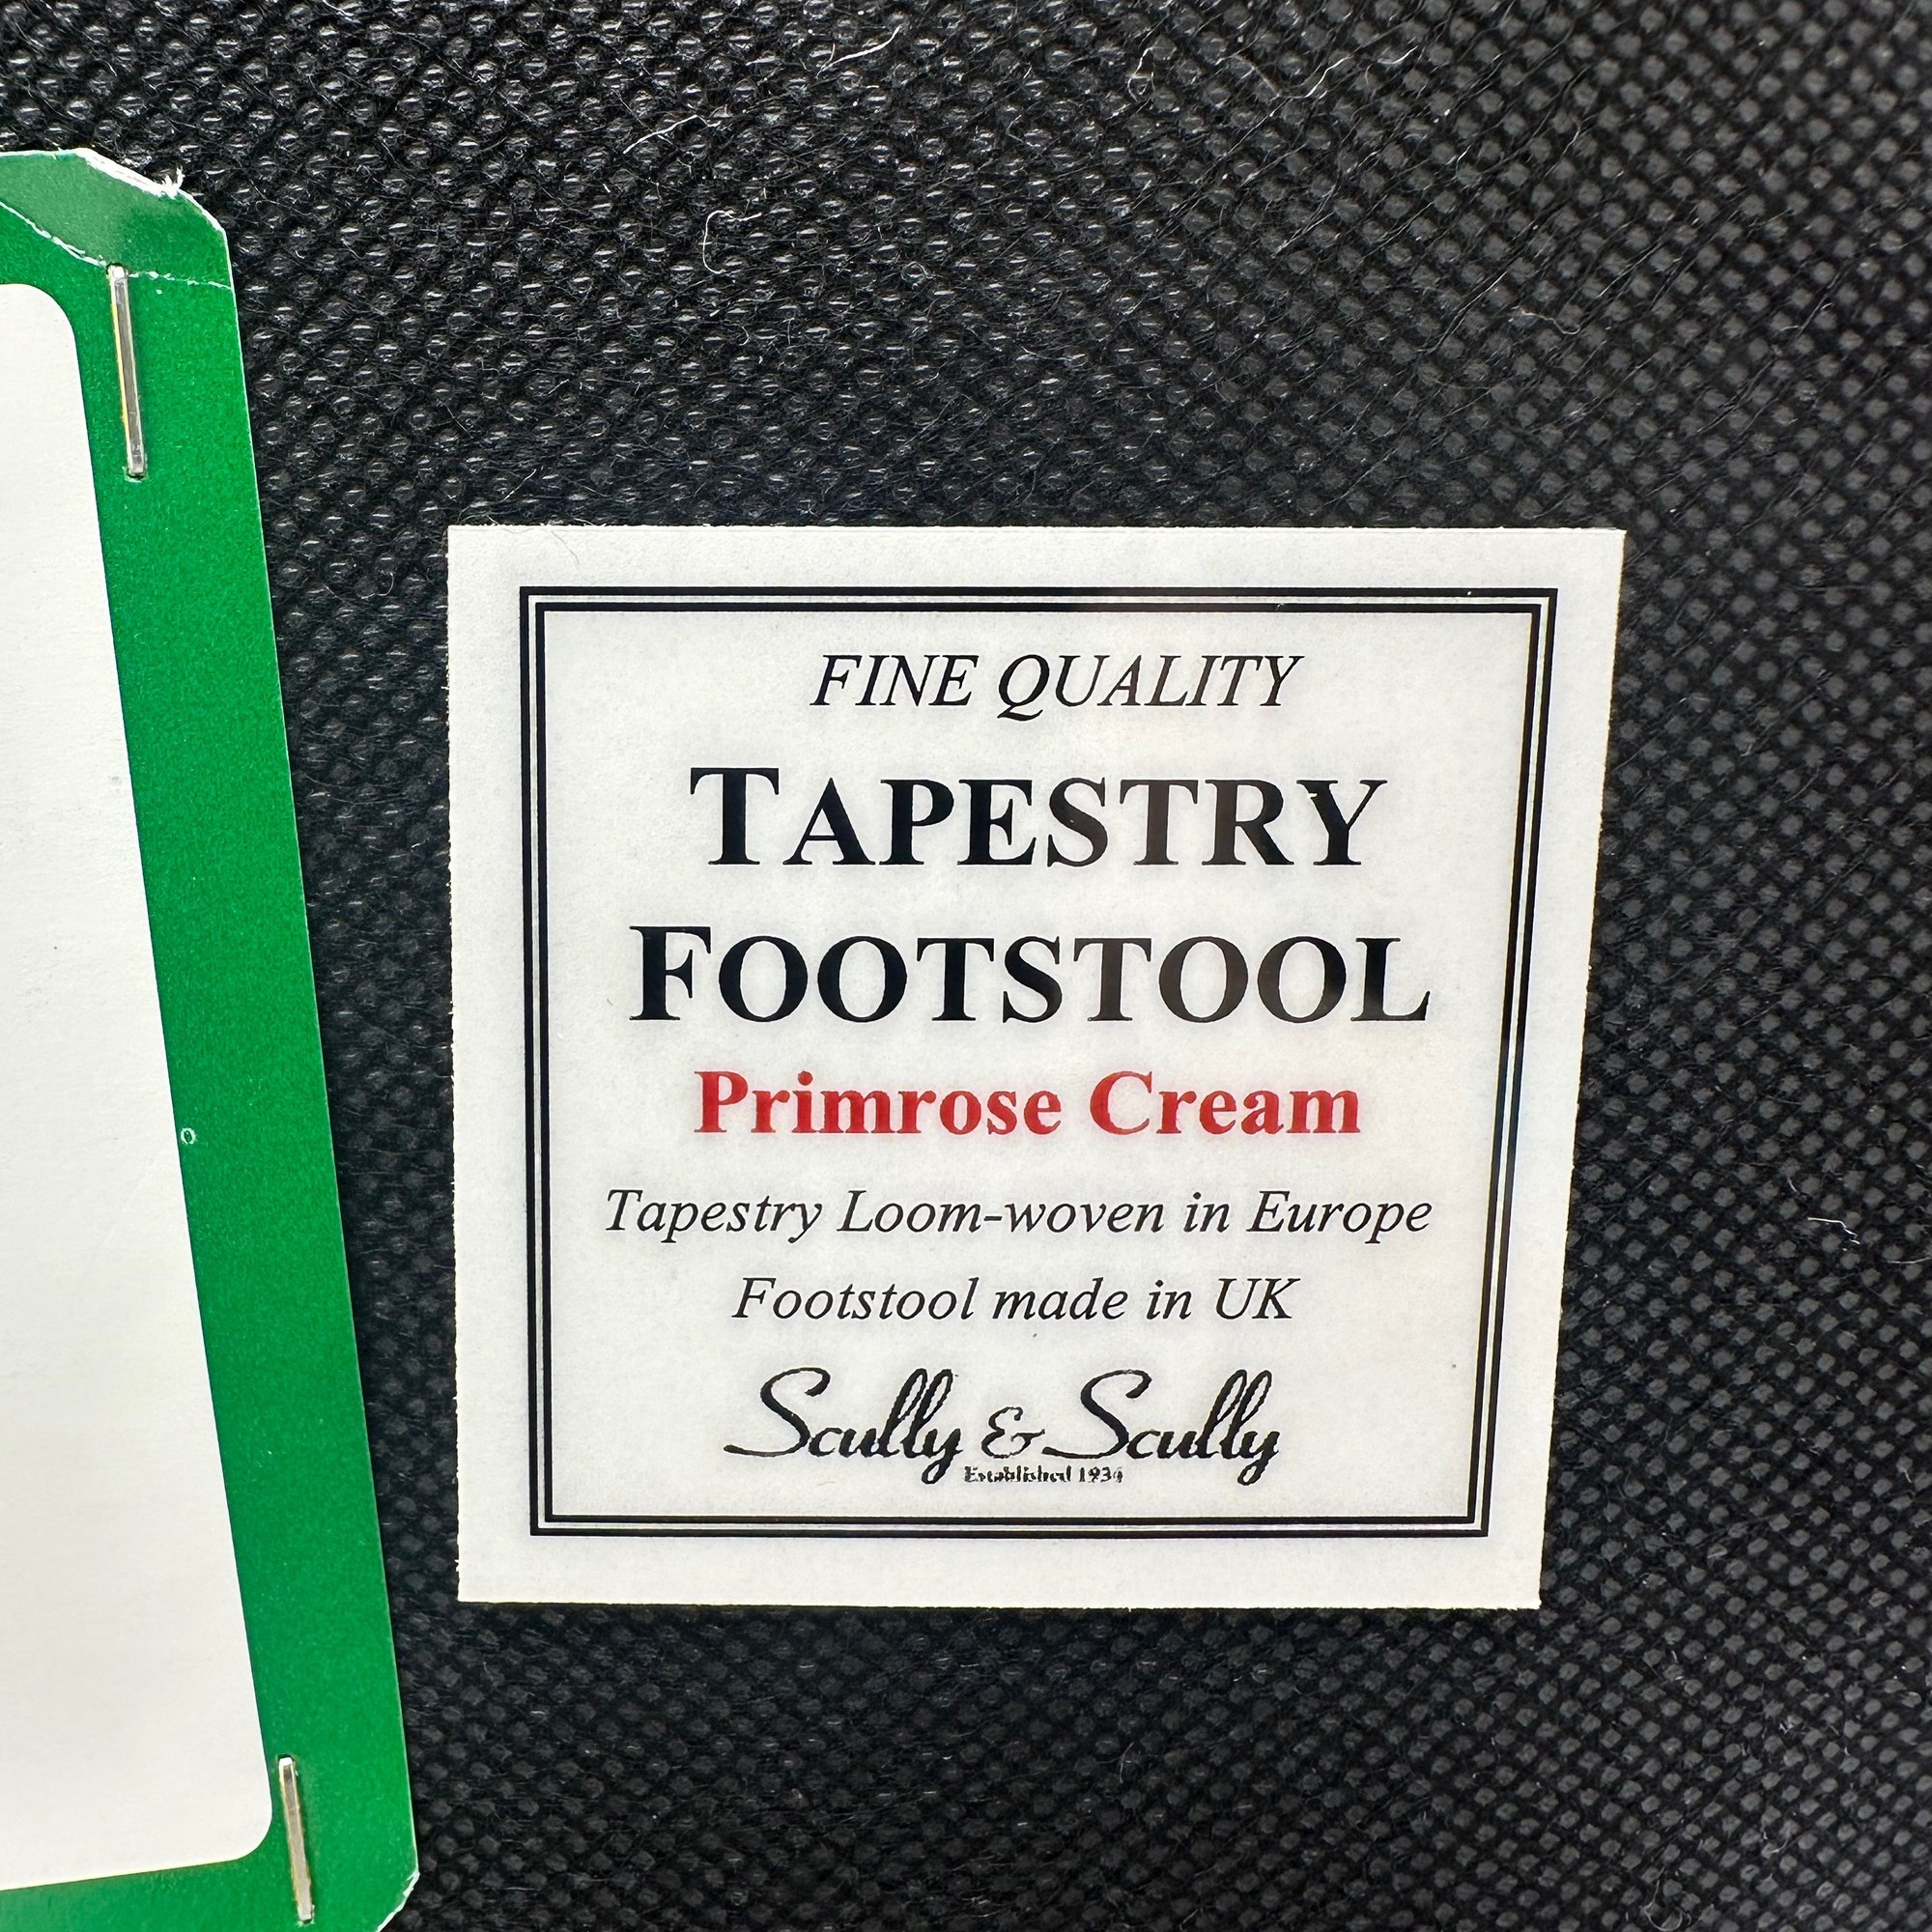 FINE QUALITY
TAPESTRY
FOOTSTOOL
Primrose Cream
Tapestry Loom-woven in Europe
Footstool made in UK
Scully & Scully
Established 1934